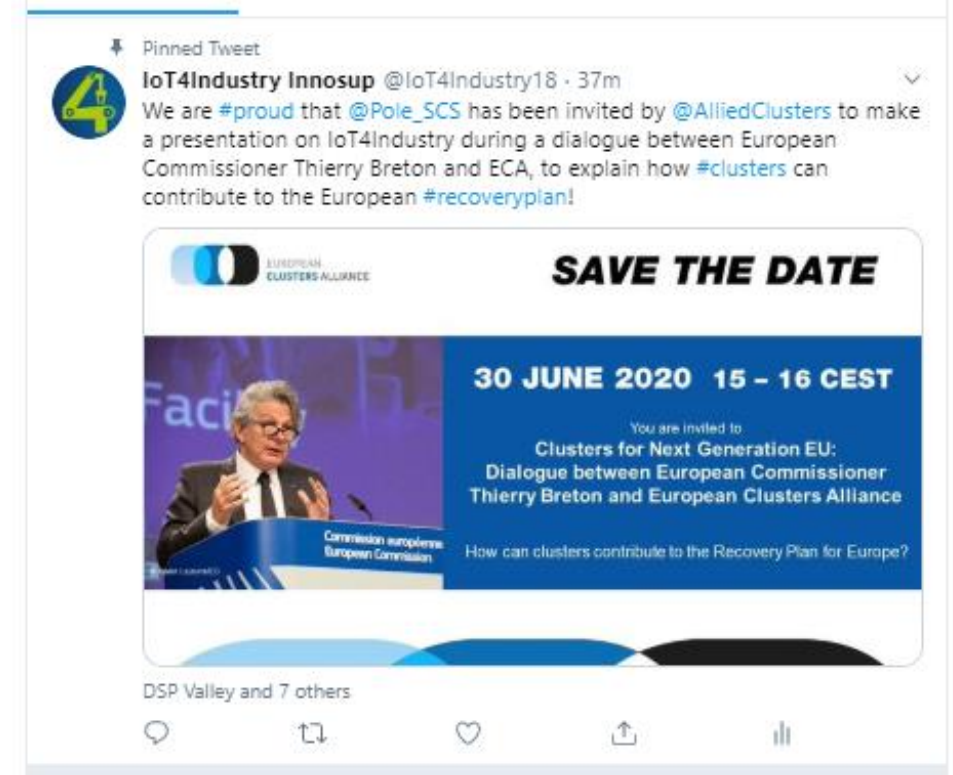 Pinned Tweet
IoT4Industry Innosup @IoT4Industry18 · 37m
We are #proud that @Pole_SCS has been invited by @AlliedClusters to make
a presentation on IoT4Industry during a dialogue between European
Commissioner Thierry Breton and ECA, to explain how #clusters can
contribute to the European #recoveryplan!
EUROPEAN
CLUSTERS ALLIANCE
SAVE THE DATE
30 JUNE 2020 15 – 16 CEST
You are invited to
Clusters for Next Generation EU:
Dialogue between European Commissioner
Thierry Breton and European Clusters Alliance
How can clusters contribute to the Recovery Plan for Europe?
Facili
Commission européenne
European Commission
DSP Valley and 7 others